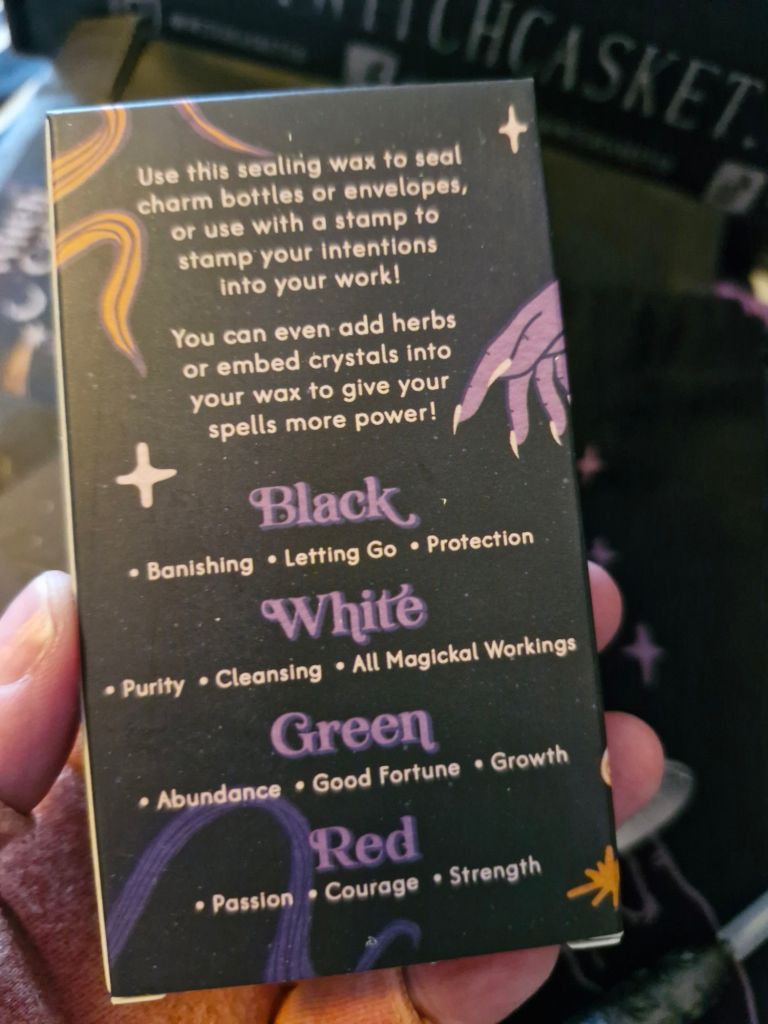 WITCHCASKET.
Use this sealing wax to seal
charm bottles or envelopes,
or use with a stamp to
stamp your intentions
into your work!
You can even add herbs
or embed crystals into
your wax to give your
spells more power!
Black
• Banishing • Letting Go • Protection
White
• Purity • Cleansing • All Magickal Workings
Green
• Abundance • Good Fortune • Growth
Red
• Passion • Courage • Strength